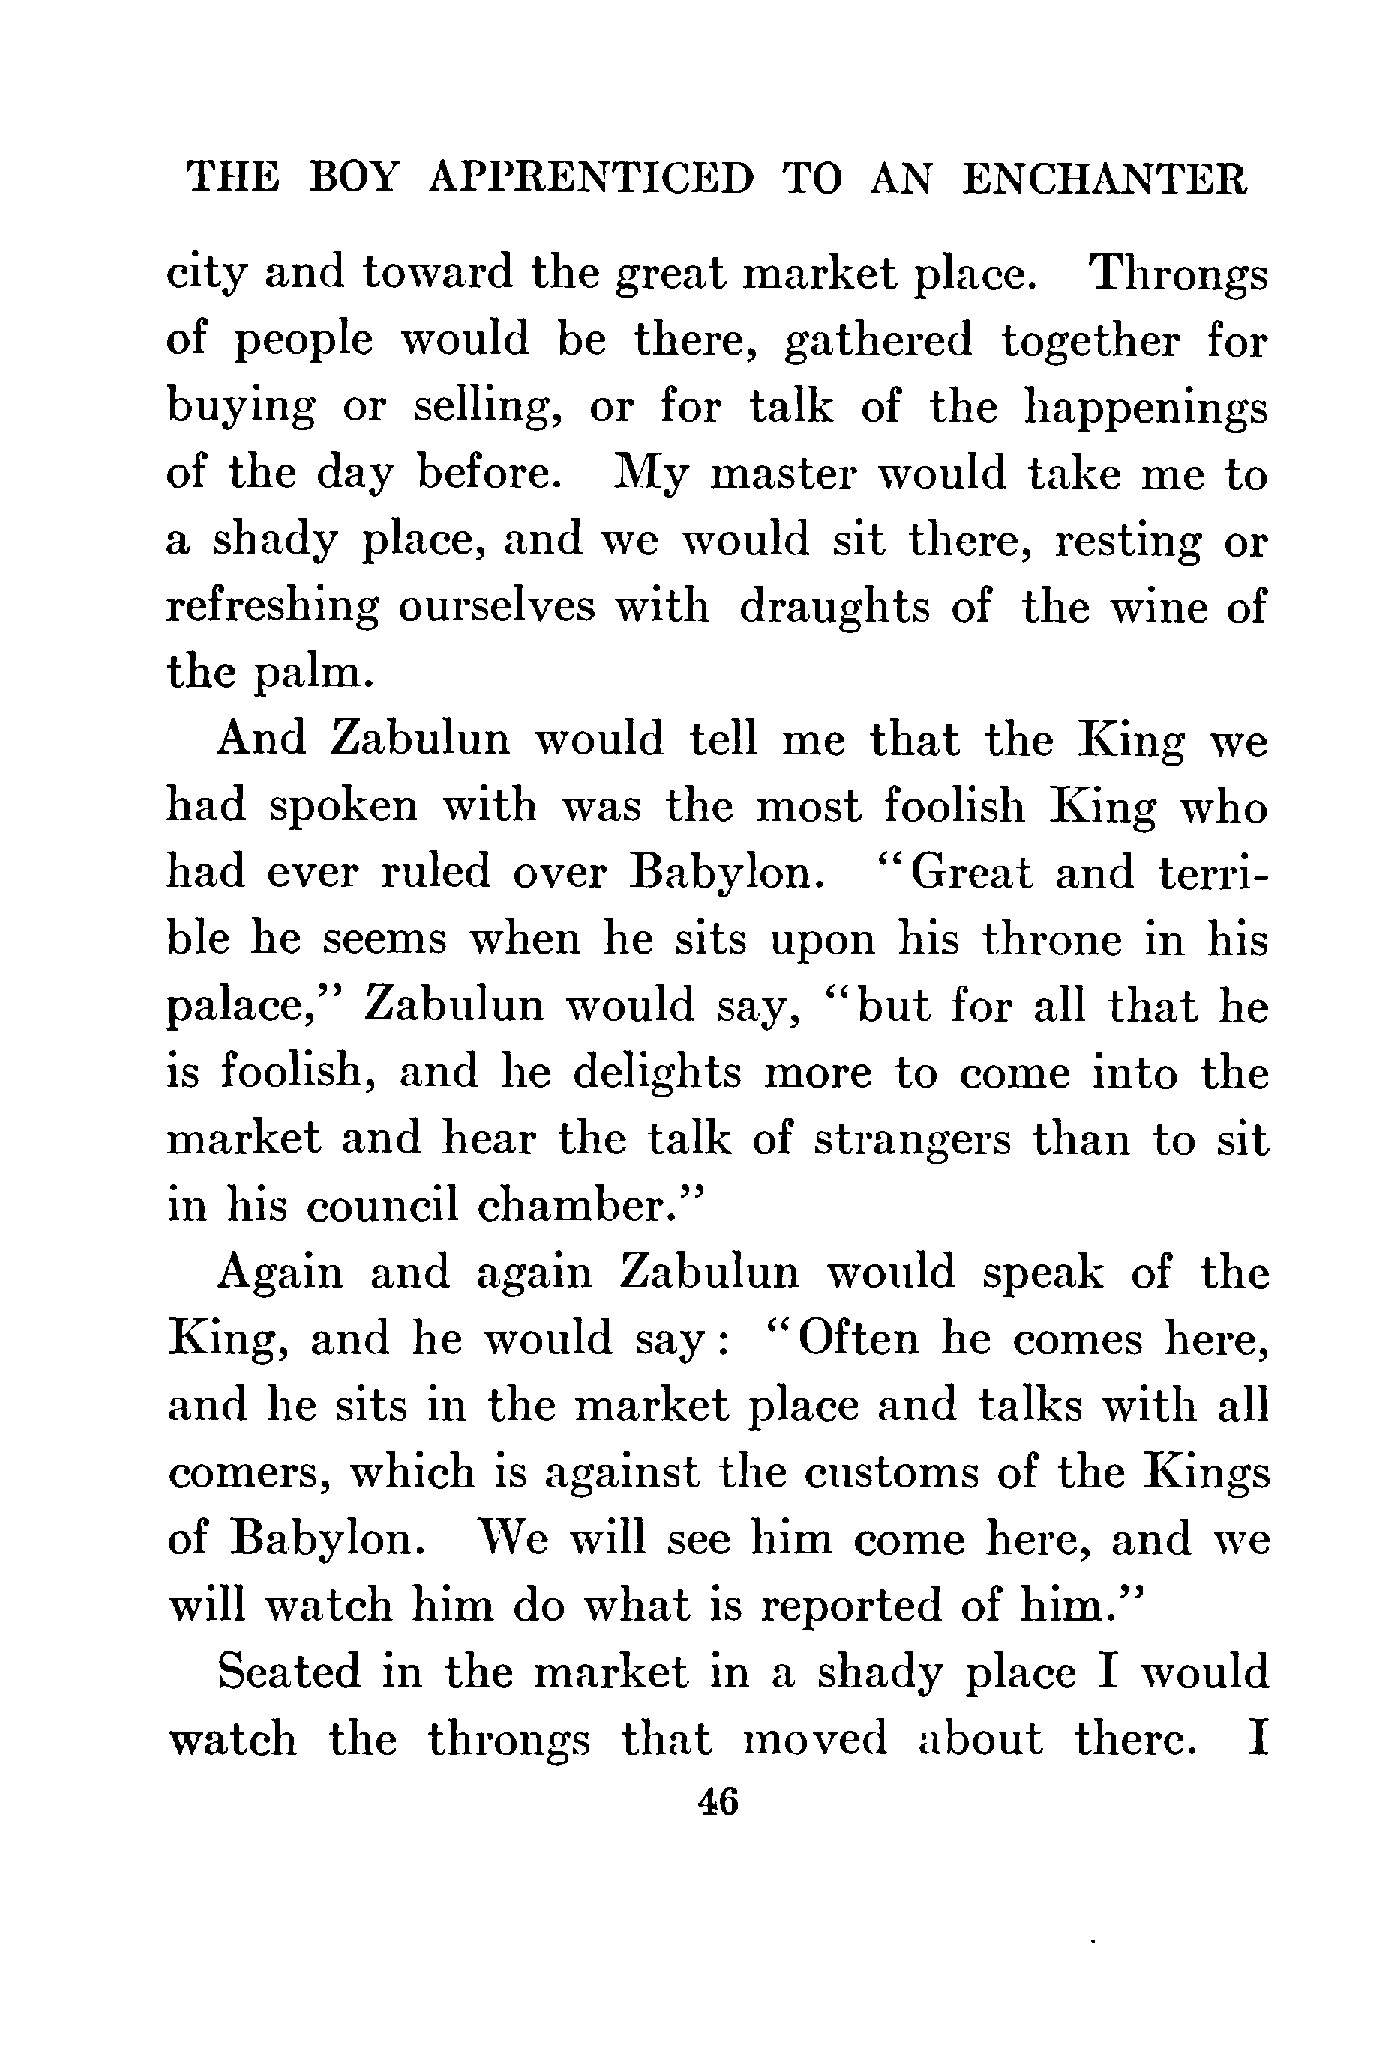 THE BOY APPRENTICED TO AN ENCHANTER
city and toward the great market place. Throngs
of people would be there, gathered together for
buying or selling, or for talk of the happenings
of the day before. My master would take me to
a shady place, and we would sit there, resting or
refreshing ourselves with draughts of the wine of
the palm.
And Zabulun would tell me that the King we
had spoken with was the most foolish King who
had ever ruled over Babylon. "Great and terri-
ble he seems when he sits upon his throne in his
palace," Zabulun would say, "but for all that he
is foolish, and he delights more to come into the
market and hear the talk of strangers than to sit
in his council chamber."
Again and again Zabulun would speak of the
King, and he would say: "Often he comes here,
and he sits in the market place and talks with all
comers, which is against the customs of the Kings
of Babylon. We will see him come here, and we
will watch him do what is reported of him."
Seated in the market in a shady place I would
watch the throngs that moved about there. I
46